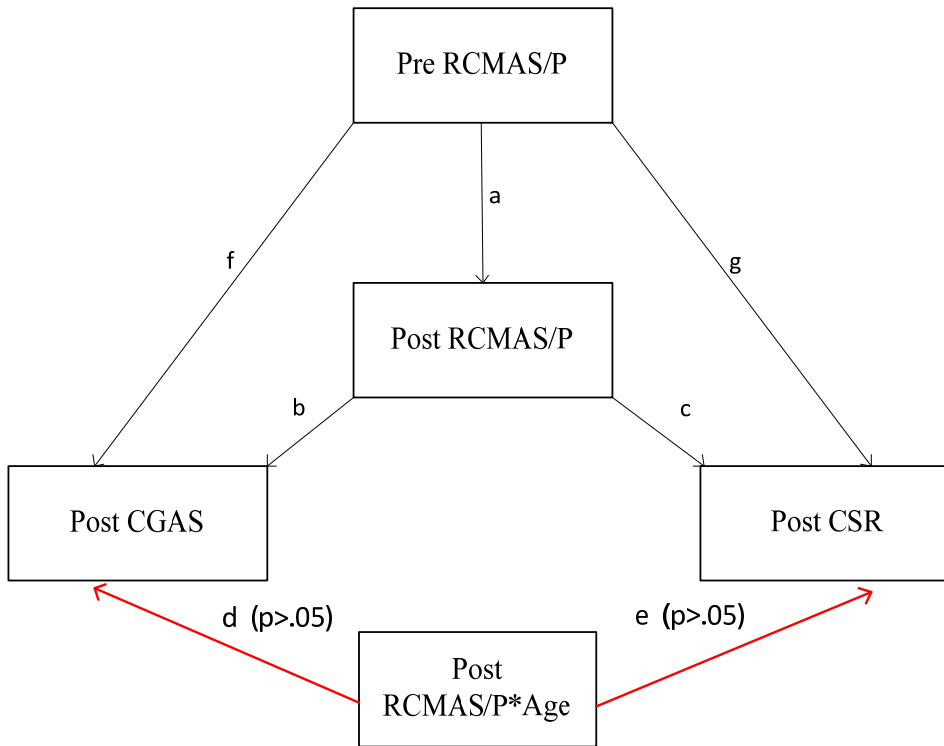 Pre RCMAS/P
a
f
g
Post RCMAS/P
b
c
Post CGAS
Post CSR
d (p>.05)
e (p>.05)
Post
RCMAS/P*Age